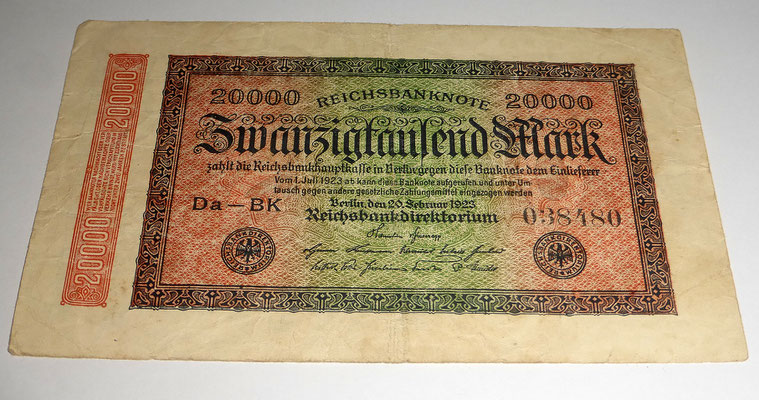 20000
20000
20000 REICHSBANKNOTE 20000
Zwanzigtausend Mark
zahlt die Reichsbankhauptkasse in Berlin gegen diese Banknote dem Einlieferer
Vom 1. Juli 1923 ab kann diese Banknote aufgerufen und unter Um
tausch gegen andere gesetzliche Zahlungsmittel eingezogen werden
Berlin, den 20. Februar 1923
Reichsbankdirektorium
Da-BK
038480